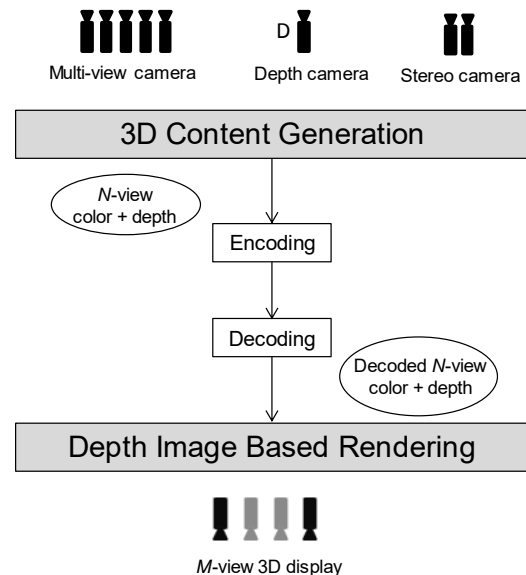 D
Multi-view camera
Depth camera
Stereo camera
3D Content Generation
N-view
color + depth
Encoding
Decoding
Decoded N-view
color + depth
Depth Image Based Rendering
M-view 3D display